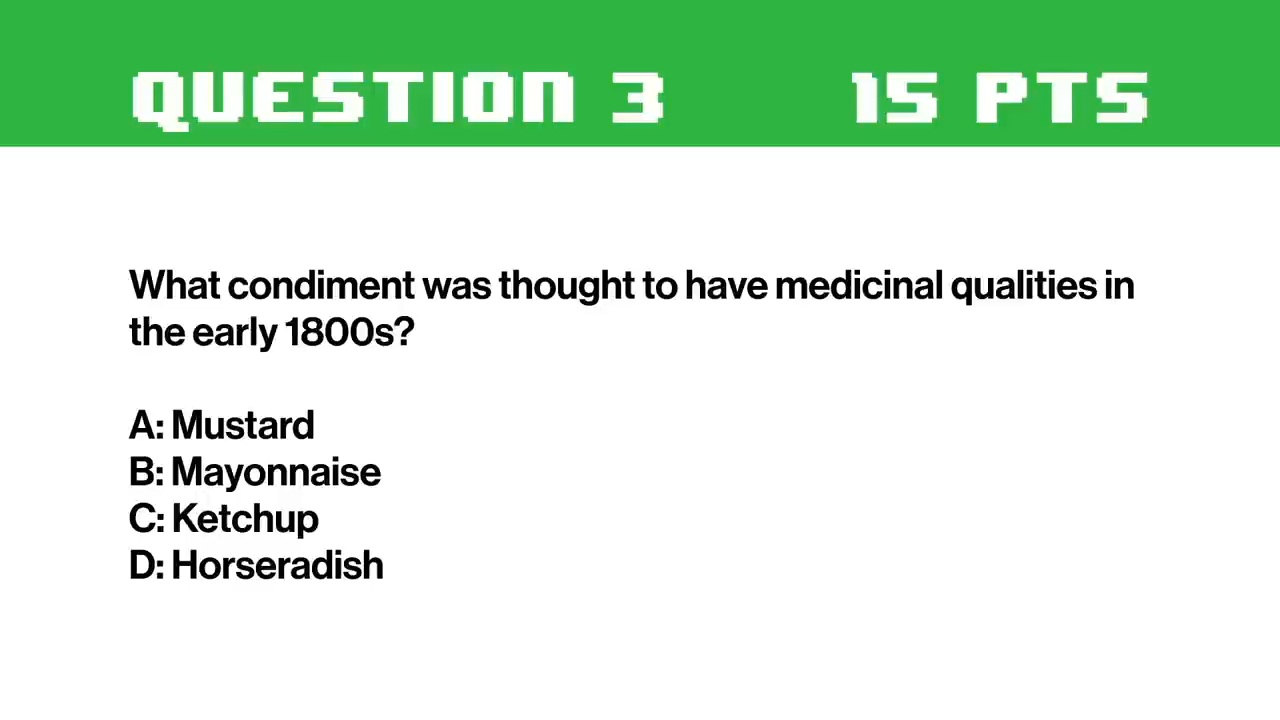 QUESTION 3 15 PTS
What condiment was thought to have medicinal qualities in
the early 1800s?
A: Mustard
B: Mayonnaise
C: Ketchup
D: Horseradish